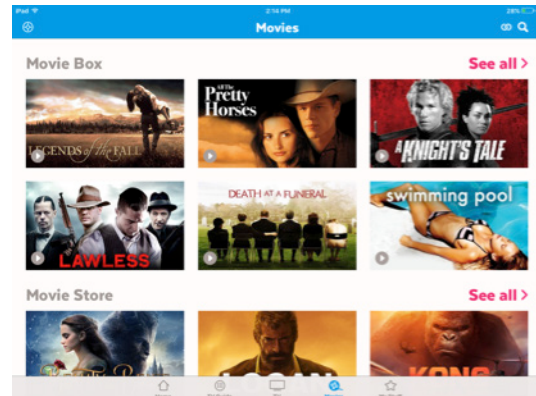 iPad 2:14 PM 28%
Movies
Movie Box See all >
LEGENDS of the FALL
All The
Pretty
Horses
A KNIGHT'S TALE
LAWLESS
DEATH AT A FUNERAL
swimming pool
Movie Store See all >
LOGAN
KONG